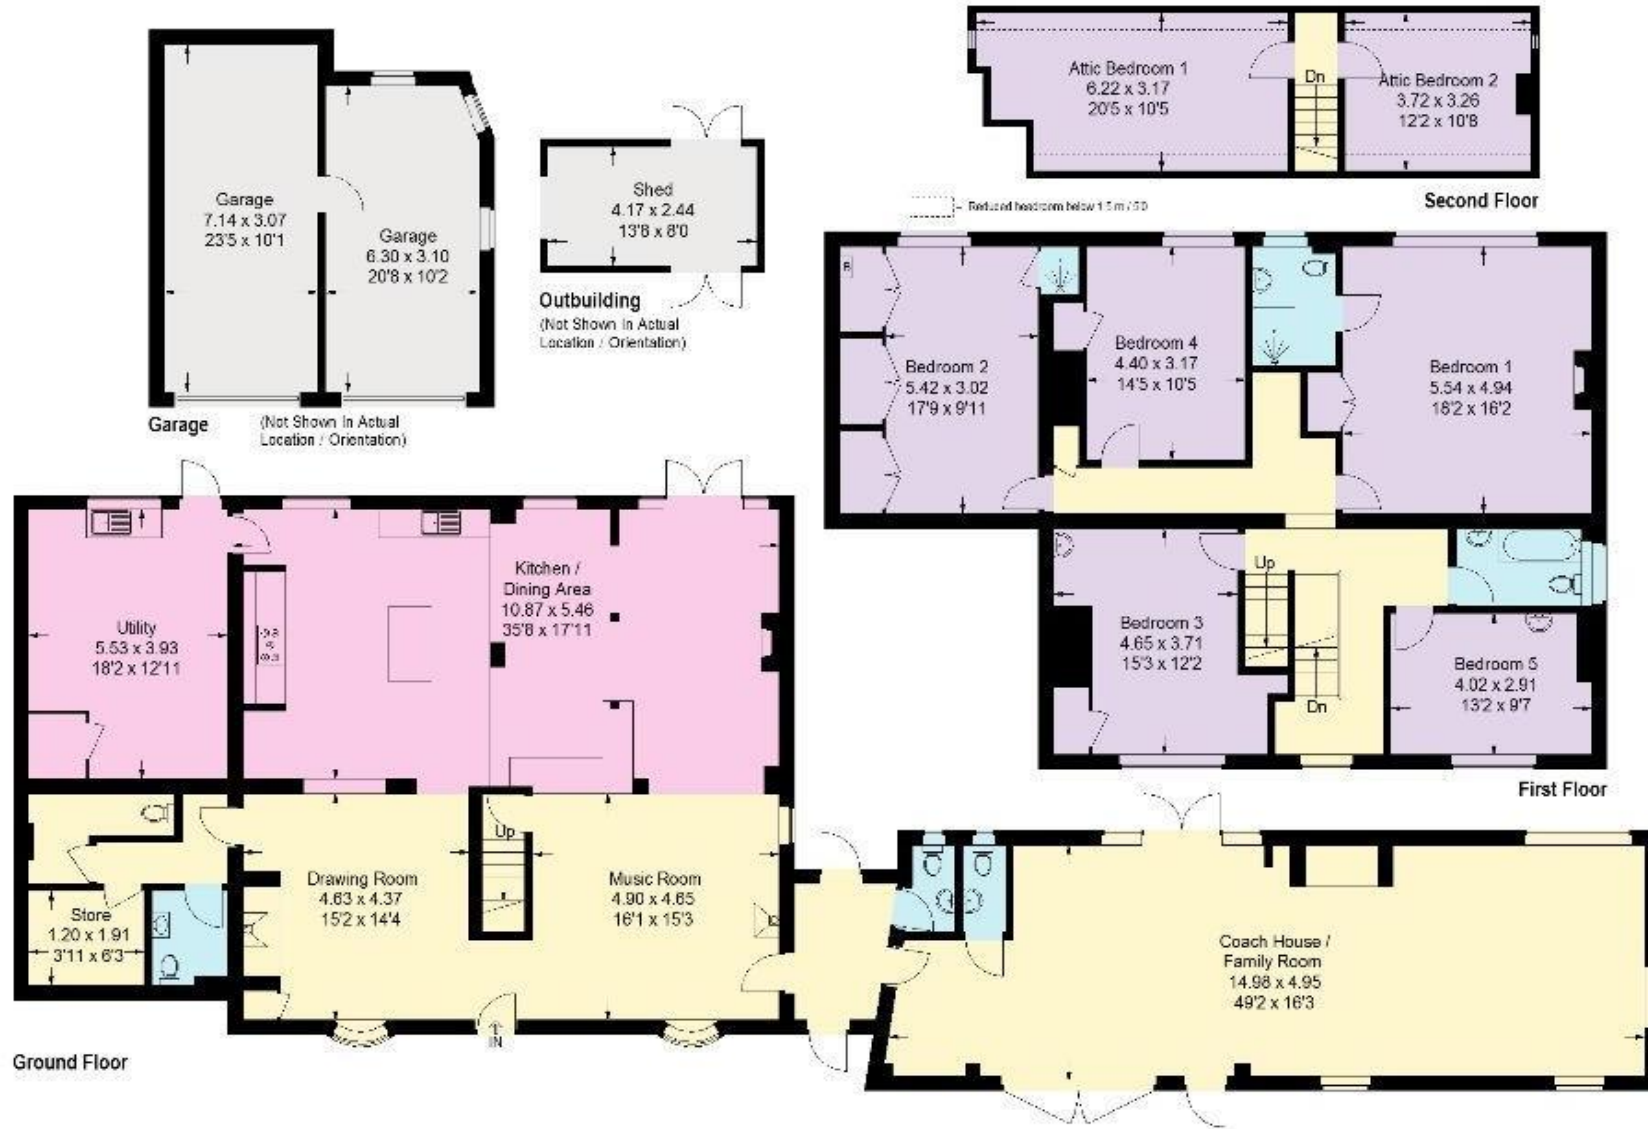 Garage
7.14 x 3.07
23'5 x 10'1
Garage
6.30 x 3.10
20'8 x 10'2
Garage
(Not Shown In Actual
Location / Orientation)
Shed
4.17 x 2.44
13'8 x 8'0
Outbuilding
(Not Shown In Actual
Location / Orientation)
Attic Bedroom 1
6.22 x 3.17
20'5 x 10'5
Dn
Attic Bedroom 2
3.72 x 3.26
12'2 x 10'8
Second Floor
- Reduced headroom below 1.5 m / 5'0
B
Bedroom 2
5.42 x 3.02
17'9 x 9'11
Bedroom 4
4.40 x 3.17
14'5 x 10'5
Bedroom 1
5.54 x 4.94
18'2 x 16'2
Bedroom 3
4.65 x 3.71
15'3 x 12'2
Up
Dn
Bedroom 5
4.02 x 2.91
13'2 x 9'7
First Floor
Utility
5.53 x 3.93
18'2 x 12'11
Kitchen /
Dining Area
10.87 x 5.46
35'8 x 17'11
Store
1.20 x 1.91
3'11 x 6'3
Drawing Room
4.63 x 4.37
15'2 x 14'4
Up
Music Room
4.90 x 4.65
16'1 x 15'3
IN
Coach House /
Family Room
14.98 x 4.95
49'2 x 16'3
Ground Floor